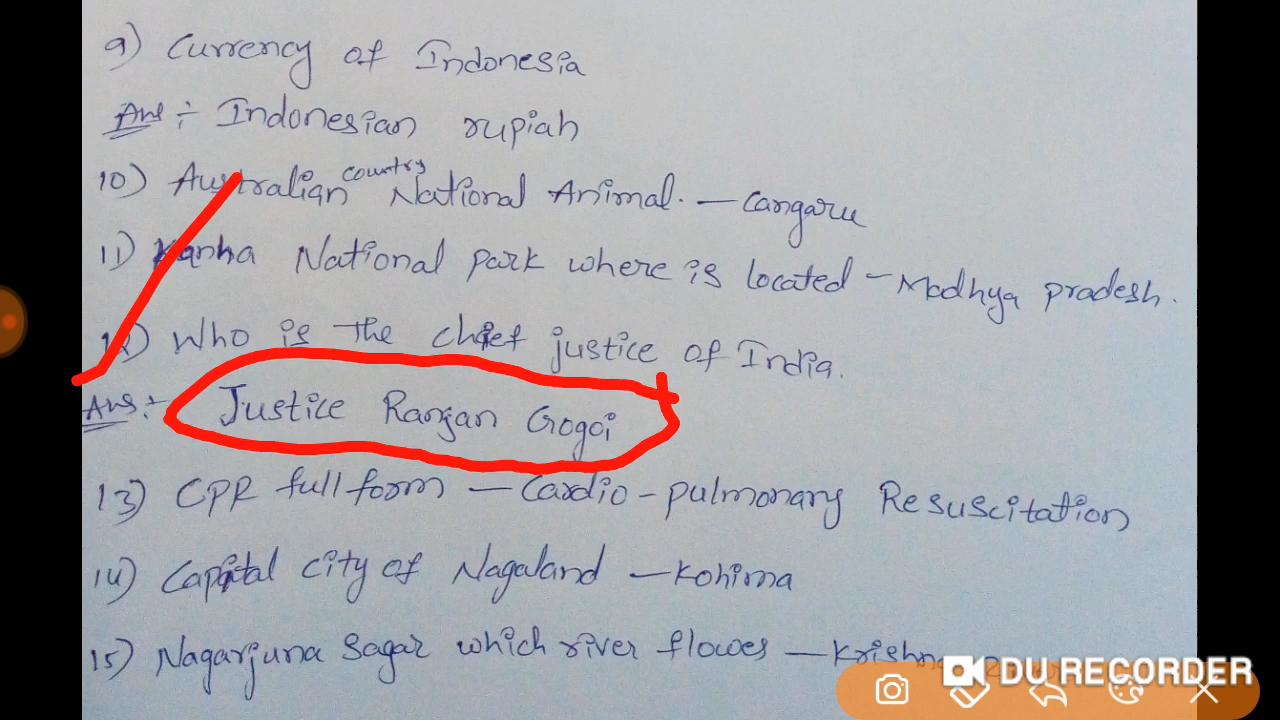 9) Currency of Indonesia
Ans :- Indonesian rupiah
10) Australian country National Animal. - Cangaru
11) Kanha National park where is located - Madhya pradesh.
12) Who is the chief justice of India.
Ans :- Justice Ranjan Gogoi
13) CPR full form - Cardio-pulmonary Resuscitation
14) Capital city of Nagaland - Kohima
15) Nagarjuna Sagar which river flowes -
DU RECORDER